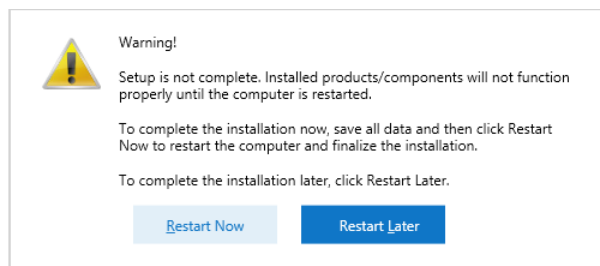 Warning!
Setup is not complete. Installed products/components will not function
properly until the computer is restarted.
To complete the installation now, save all data and then click Restart
Now to restart the computer and finalize the installation.
To complete the installation later, click Restart Later.
Restart Now
Restart Later